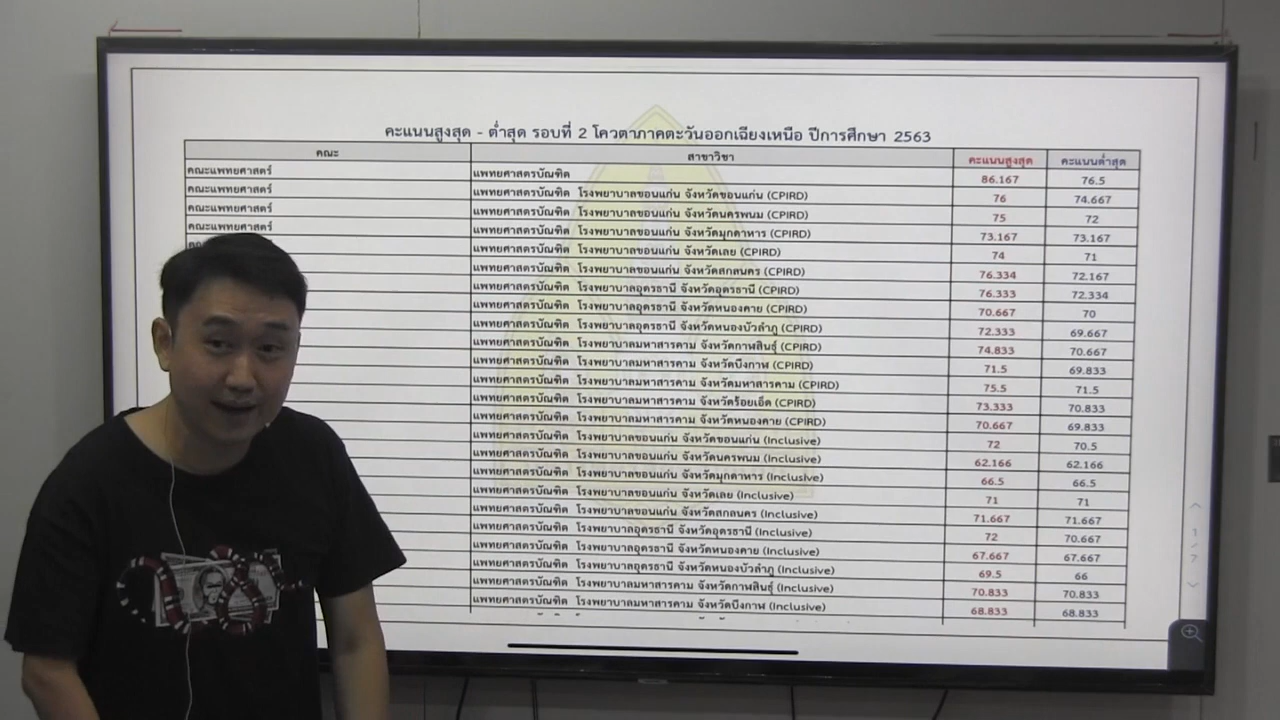 คะแนนสูงสุด - ต่ำสุด รอบที่ 2 โควตาภาคตะวันออกเฉียงเหนือ ปีการศึกษา 2563
คณะ สาขาวิชา คะแนนสูงสุด คะแนนต่ำสุด
คณะแพทยศาสตร์ แพทยศาสตรบัณฑิต 86.167 76.5
คณะแพทยศาสตร์ แพทยศาสตรบัณฑิต โรงพยาบาลขอนแก่น จังหวัดขอนแก่น (CPIRD) 76 74.667
คณะแพทยศาสตร์ แพทยศาสตรบัณฑิต โรงพยาบาลขอนแก่น จังหวัดนครพนม (CPIRD) 75 72
คณะแพทยศาสตร์ แพทยศาสตรบัณฑิต โรงพยาบาลขอนแก่น จังหวัดมุกดาหาร (CPIRD) 73.167 73.167
แพทยศาสตรบัณฑิต โรงพยาบาลขอนแก่น จังหวัดเลย (CPIRD) 74 71
แพทยศาสตรบัณฑิต โรงพยาบาลขอนแก่น จังหวัดสกลนคร (CPIRD) 76.334 72.167
แพทยศาสตรบัณฑิต โรงพยาบาลอุดรธานี จังหวัดอุดรธานี (CPIRD) 76.333 72.334
แพทยศาสตรบัณฑิต โรงพยาบาลอุดรธานี จังหวัดหนองคาย (CPIRD) 70.667 70
แพทยศาสตรบัณฑิต โรงพยาบาลอุดรธานี จังหวัดหนองบัวลำภู (CPIRD) 72.333 69.667
แพทยศาสตรบัณฑิต โรงพยาบาลมหาสารคาม จังหวัดกาฬสินธุ์ (CPIRD) 74.833 70.667
แพทยศาสตรบัณฑิต โรงพยาบาลมหาสารคาม จังหวัดบึงกาฬ (CPIRD) 71.5 69.833
แพทยศาสตรบัณฑิต โรงพยาบาลมหาสารคาม จังหวัดมหาสารคาม (CPIRD) 75.5 71.5
แพทยศาสตรบัณฑิต โรงพยาบาลมหาสารคาม จังหวัดร้อยเอ็ด (CPIRD) 73.333 70.833
แพทยศาสตรบัณฑิต โรงพยาบาลมหาสารคาม จังหวัดหนองคาย (CPIRD) 70.667 69.833
แพทยศาสตรบัณฑิต โรงพยาบาลขอนแก่น จังหวัดขอนแก่น (Inclusive) 72 70.5
แพทยศาสตรบัณฑิต โรงพยาบาลขอนแก่น จังหวัดนครพนม (Inclusive) 62.166 62.166
แพทยศาสตรบัณฑิต โรงพยาบาลขอนแก่น จังหวัดมุกดาหาร (Inclusive) 66.5 66.5
แพทยศาสตรบัณฑิต โรงพยาบาลขอนแก่น จังหวัดเลย (Inclusive) 71 71
แพทยศาสตรบัณฑิต โรงพยาบาลขอนแก่น จังหวัดสกลนคร (Inclusive) 71.667 71.667
แพทยศาสตรบัณฑิต โรงพยาบาลอุดรธานี จังหวัดอุดรธานี (Inclusive) 72 70.667
แพทยศาสตรบัณฑิต โรงพยาบาลอุดรธานี จังหวัดหนองคาย (Inclusive) 67.667 67.667
แพทยศาสตรบัณฑิต โรงพยาบาลอุดรธานี จังหวัดหนองบัวลำภู (Inclusive) 69.5 66
แพทยศาสตรบัณฑิต โรงพยาบาลมหาสารคาม จังหวัดกาฬสินธุ์ (Inclusive) 70.833 70.833
แพทยศาสตรบัณฑิต โรงพยาบาลมหาสารคาม จังหวัดบึงกาฬ (Inclusive) 68.833 68.833
1
/
7